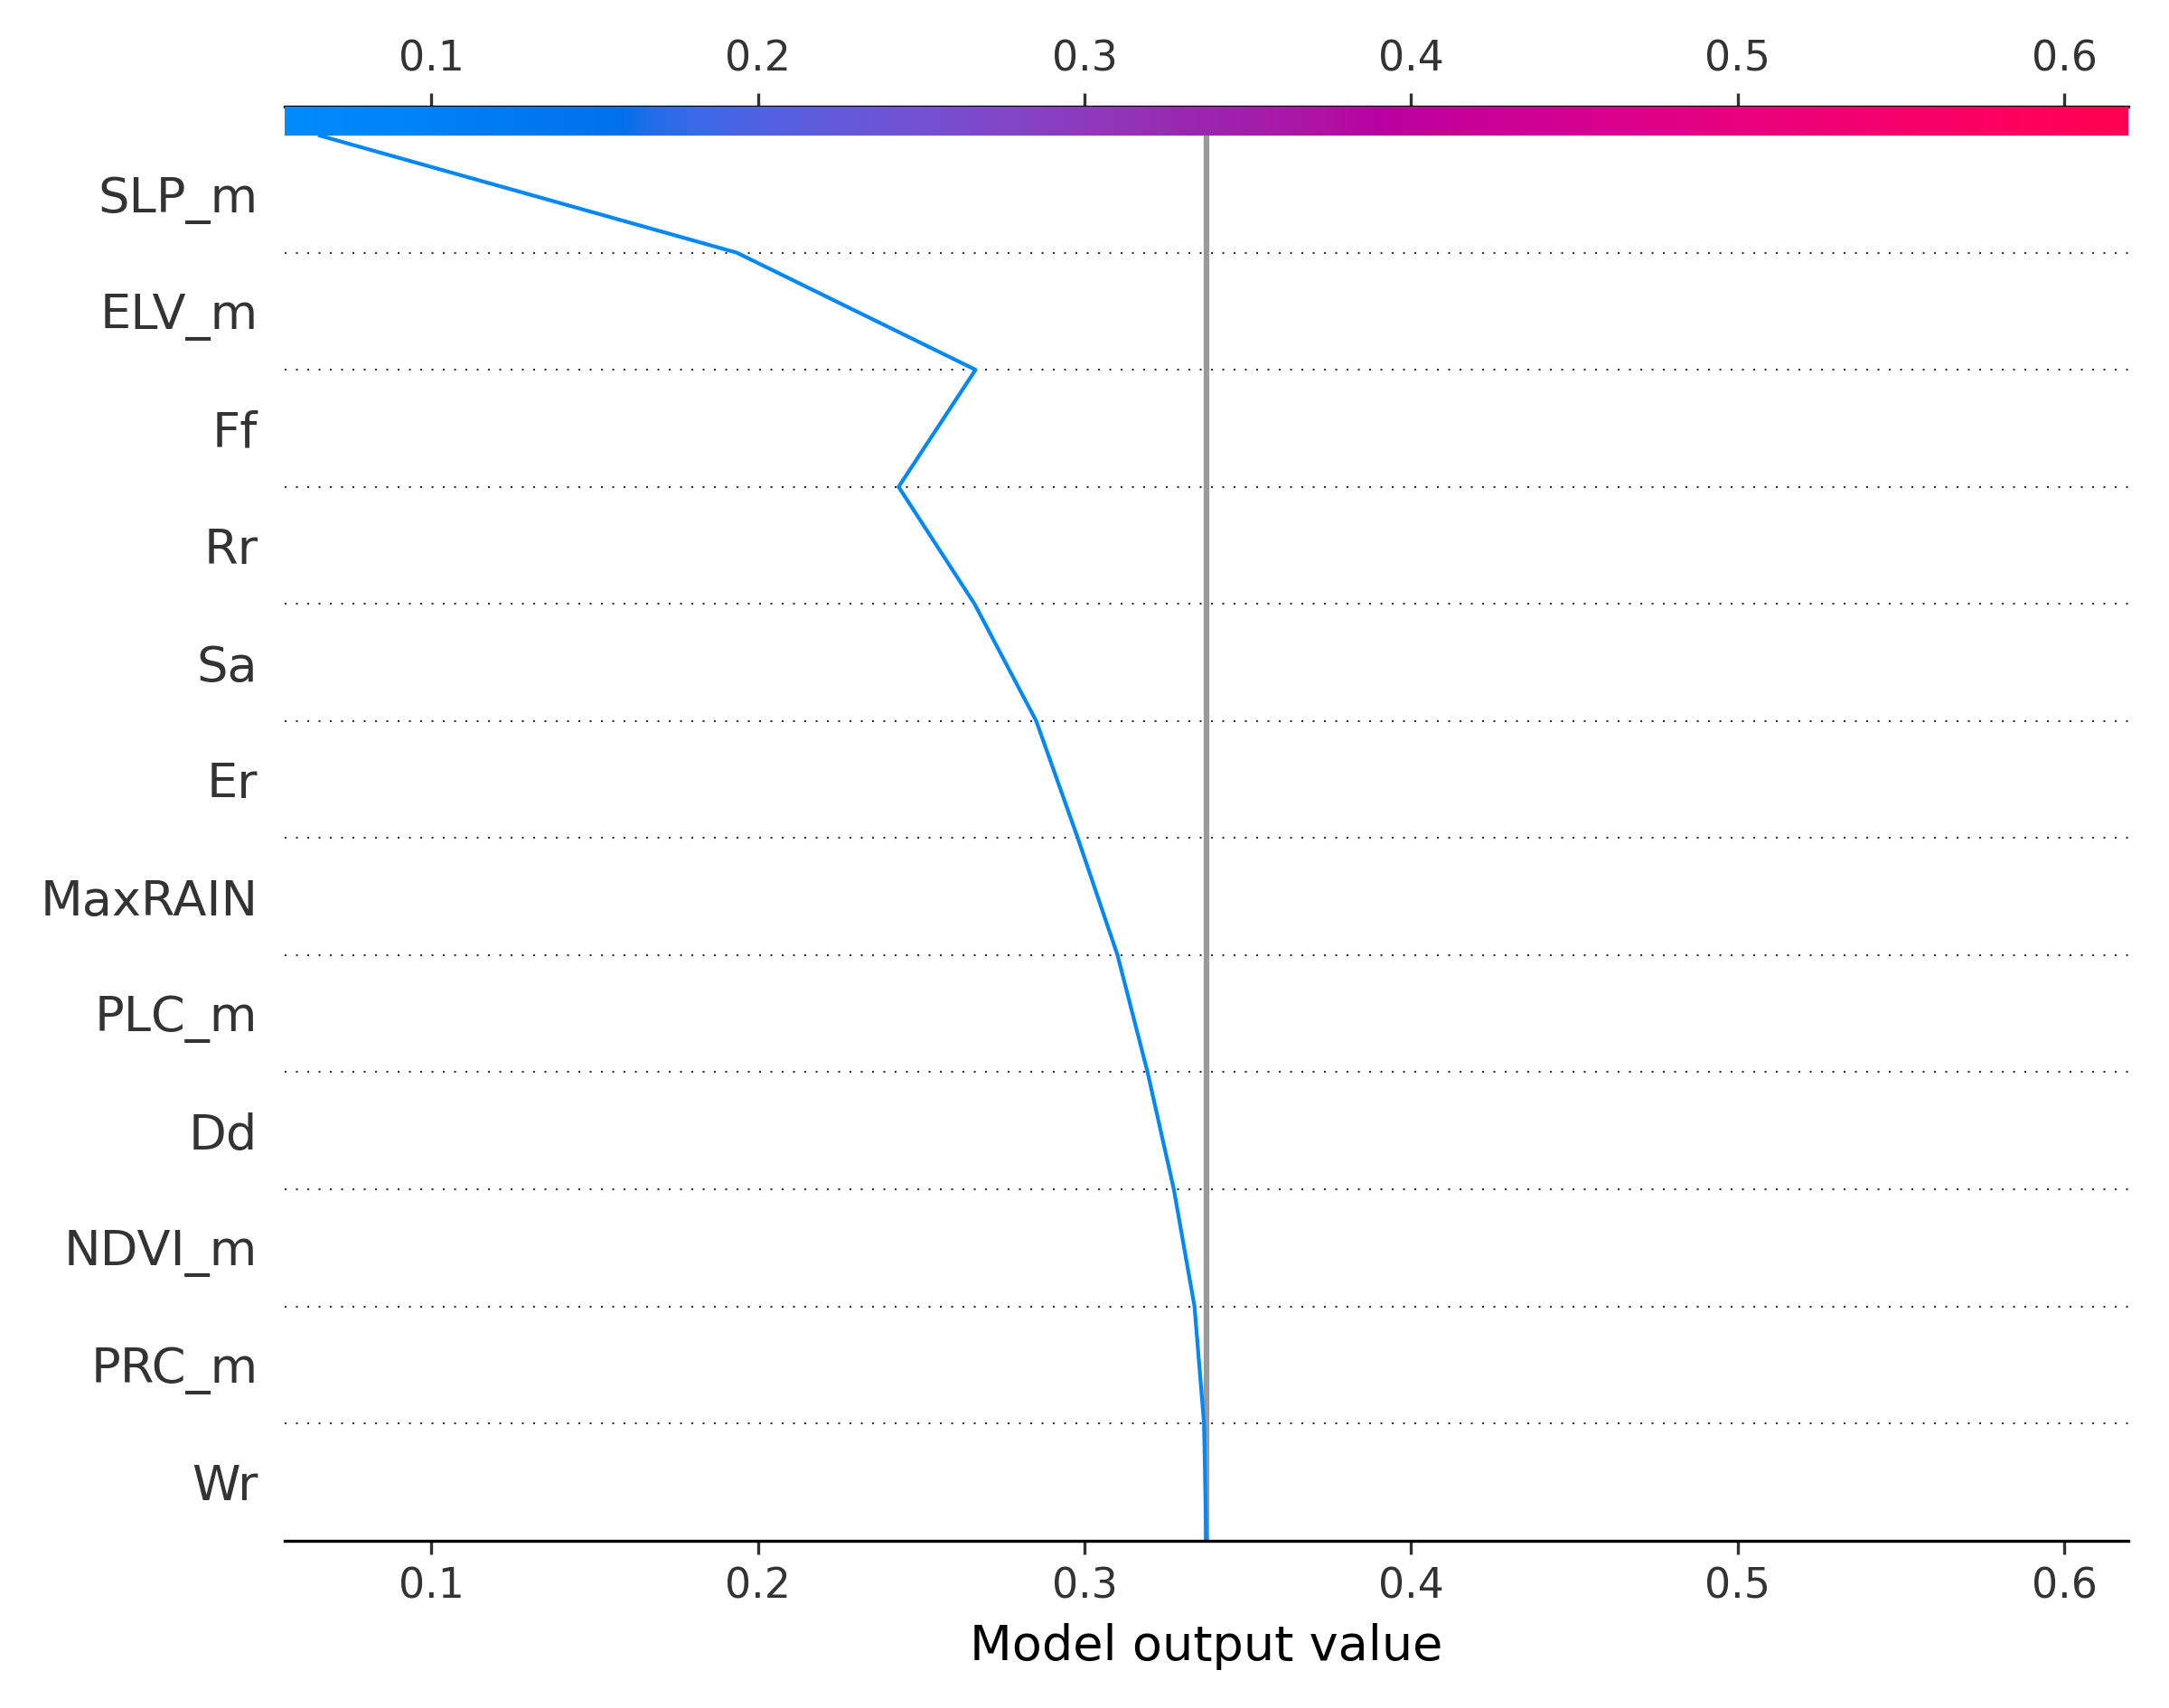 0.1 0.2 0.3 0.4 0.5 0.6
SLP_m
ELV_m
Ff
Rr
Sa
Er
MaxRAIN
PLC_m
Dd
NDVI_m
PRC_m
Wr
0.1 0.2 0.3 0.4 0.5 0.6
Model output value